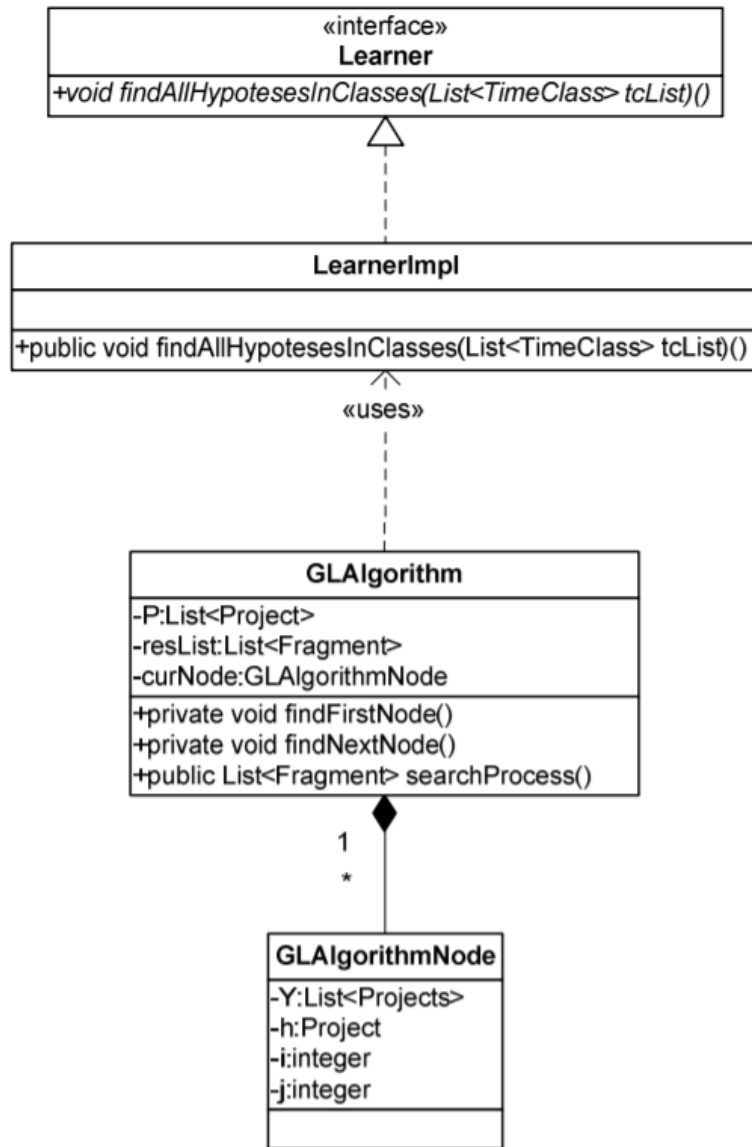 «interface»
Learner
+void findAllHypotesesInClasses(List<TimeClass> tcList)()
LearnerImpl
+public void findAllHypotesesInClasses(List<TimeClass> tcList)()
«uses»
GLAlgorithm
-P:List<Project>
-resList:List<Fragment>
-curNode:GLAlgorithmNode
+private void findFirstNode()
+private void findNextNode()
+public List<Fragment> searchProcess()
1
*
GLAlgorithmNode
-Y:List<Projects>
-h:Project
-i:integer
-j:integer